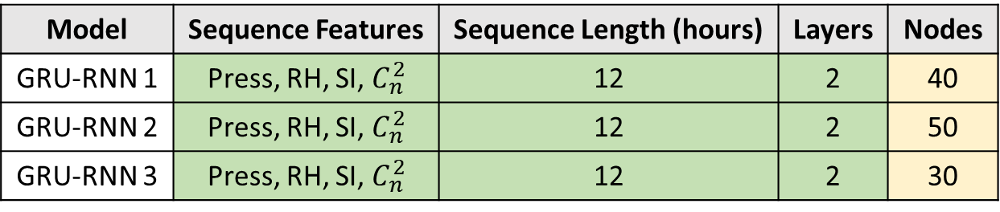 Model Sequence Features Sequence Length (hours) Layers Nodes
GRU-RNN 1 Press, RH, SI, $C_n^2$ 12 2 40
GRU-RNN 2 Press, RH, SI, $C_n^2$ 12 2 50
GRU-RNN 3 Press, RH, SI, $C_n^2$ 12 2 30